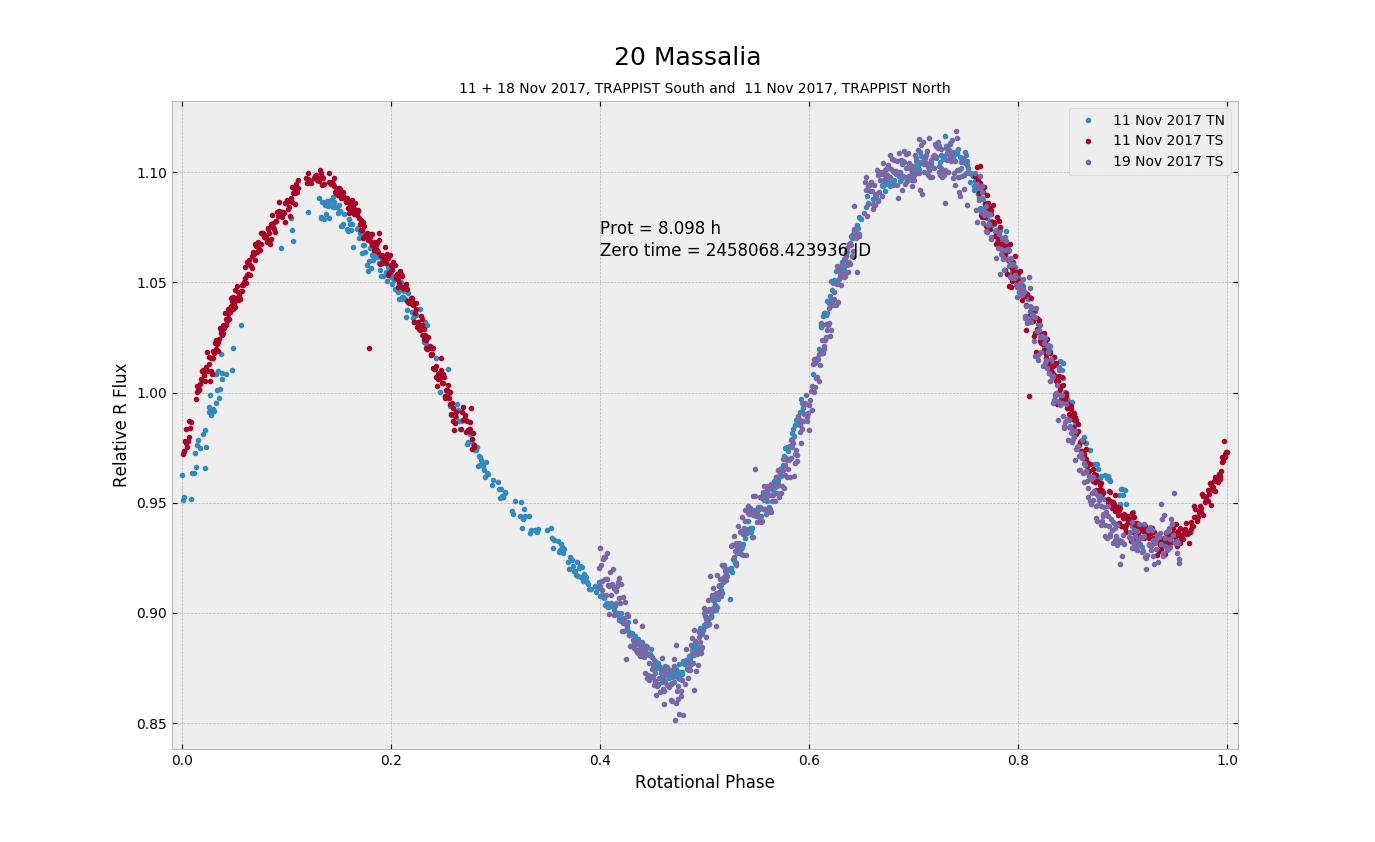 20 Massalia
11 + 18 Nov 2017, TRAPPIST South and  11 Nov 2017, TRAPPIST North
11 Nov 2017 TN
11 Nov 2017 TS
19 Nov 2017 TS
Prot = 8.098 h
Zero time = 2458068.423936 JD
Relative R Flux
1.10
1.05
1.00
0.95
0.90
0.85
0.0 0.2 0.4 0.6 0.8 1.0
Rotational Phase